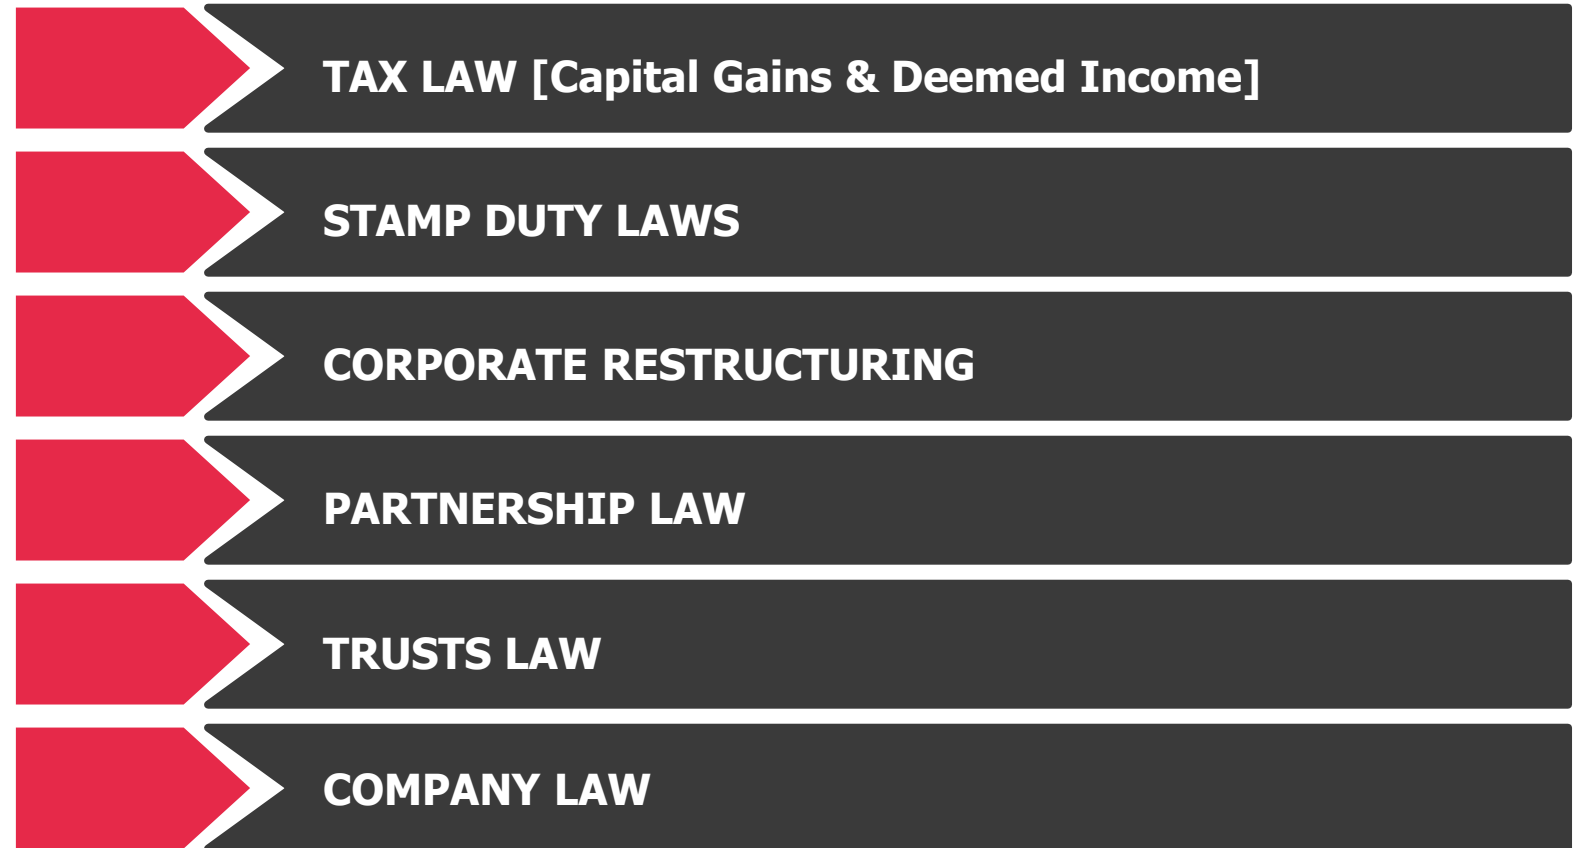 TAX LAW [Capital Gains & Deemed Income]
STAMP DUTY LAWS
CORPORATE RESTRUCTURING
PARTNERSHIP LAW
TRUSTS LAW
COMPANY LAW